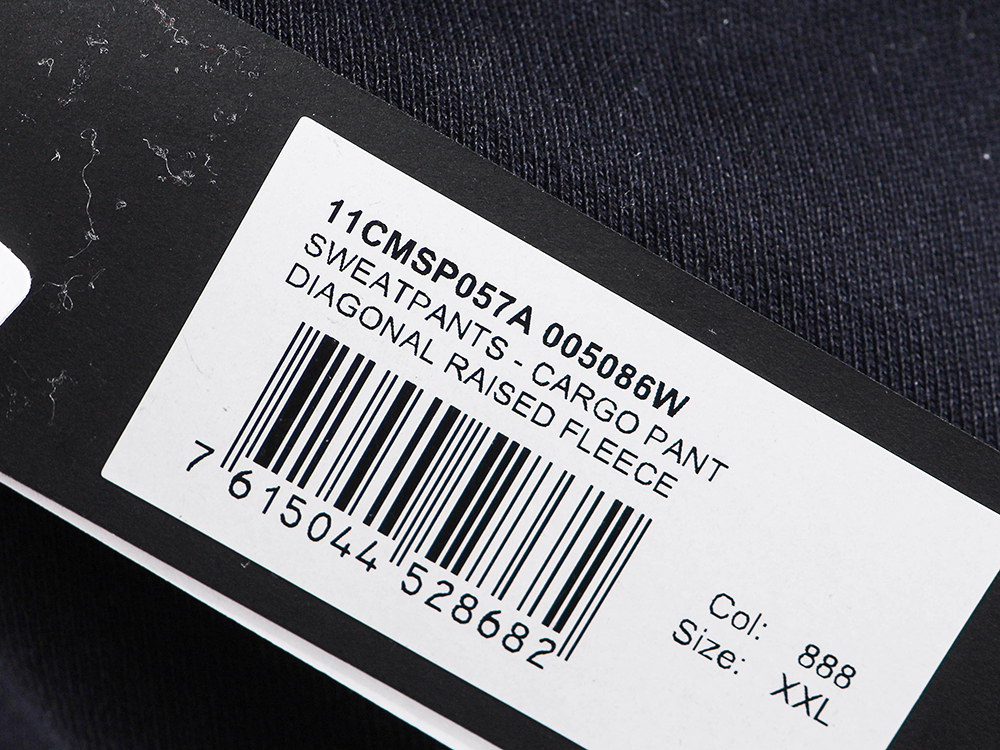 11CMSP057A 005086W
SWEATPANTS - CARGO PANT
DIAGONAL RAISED FLEECE
7 615044 528682
Col: 888
Size: XXL